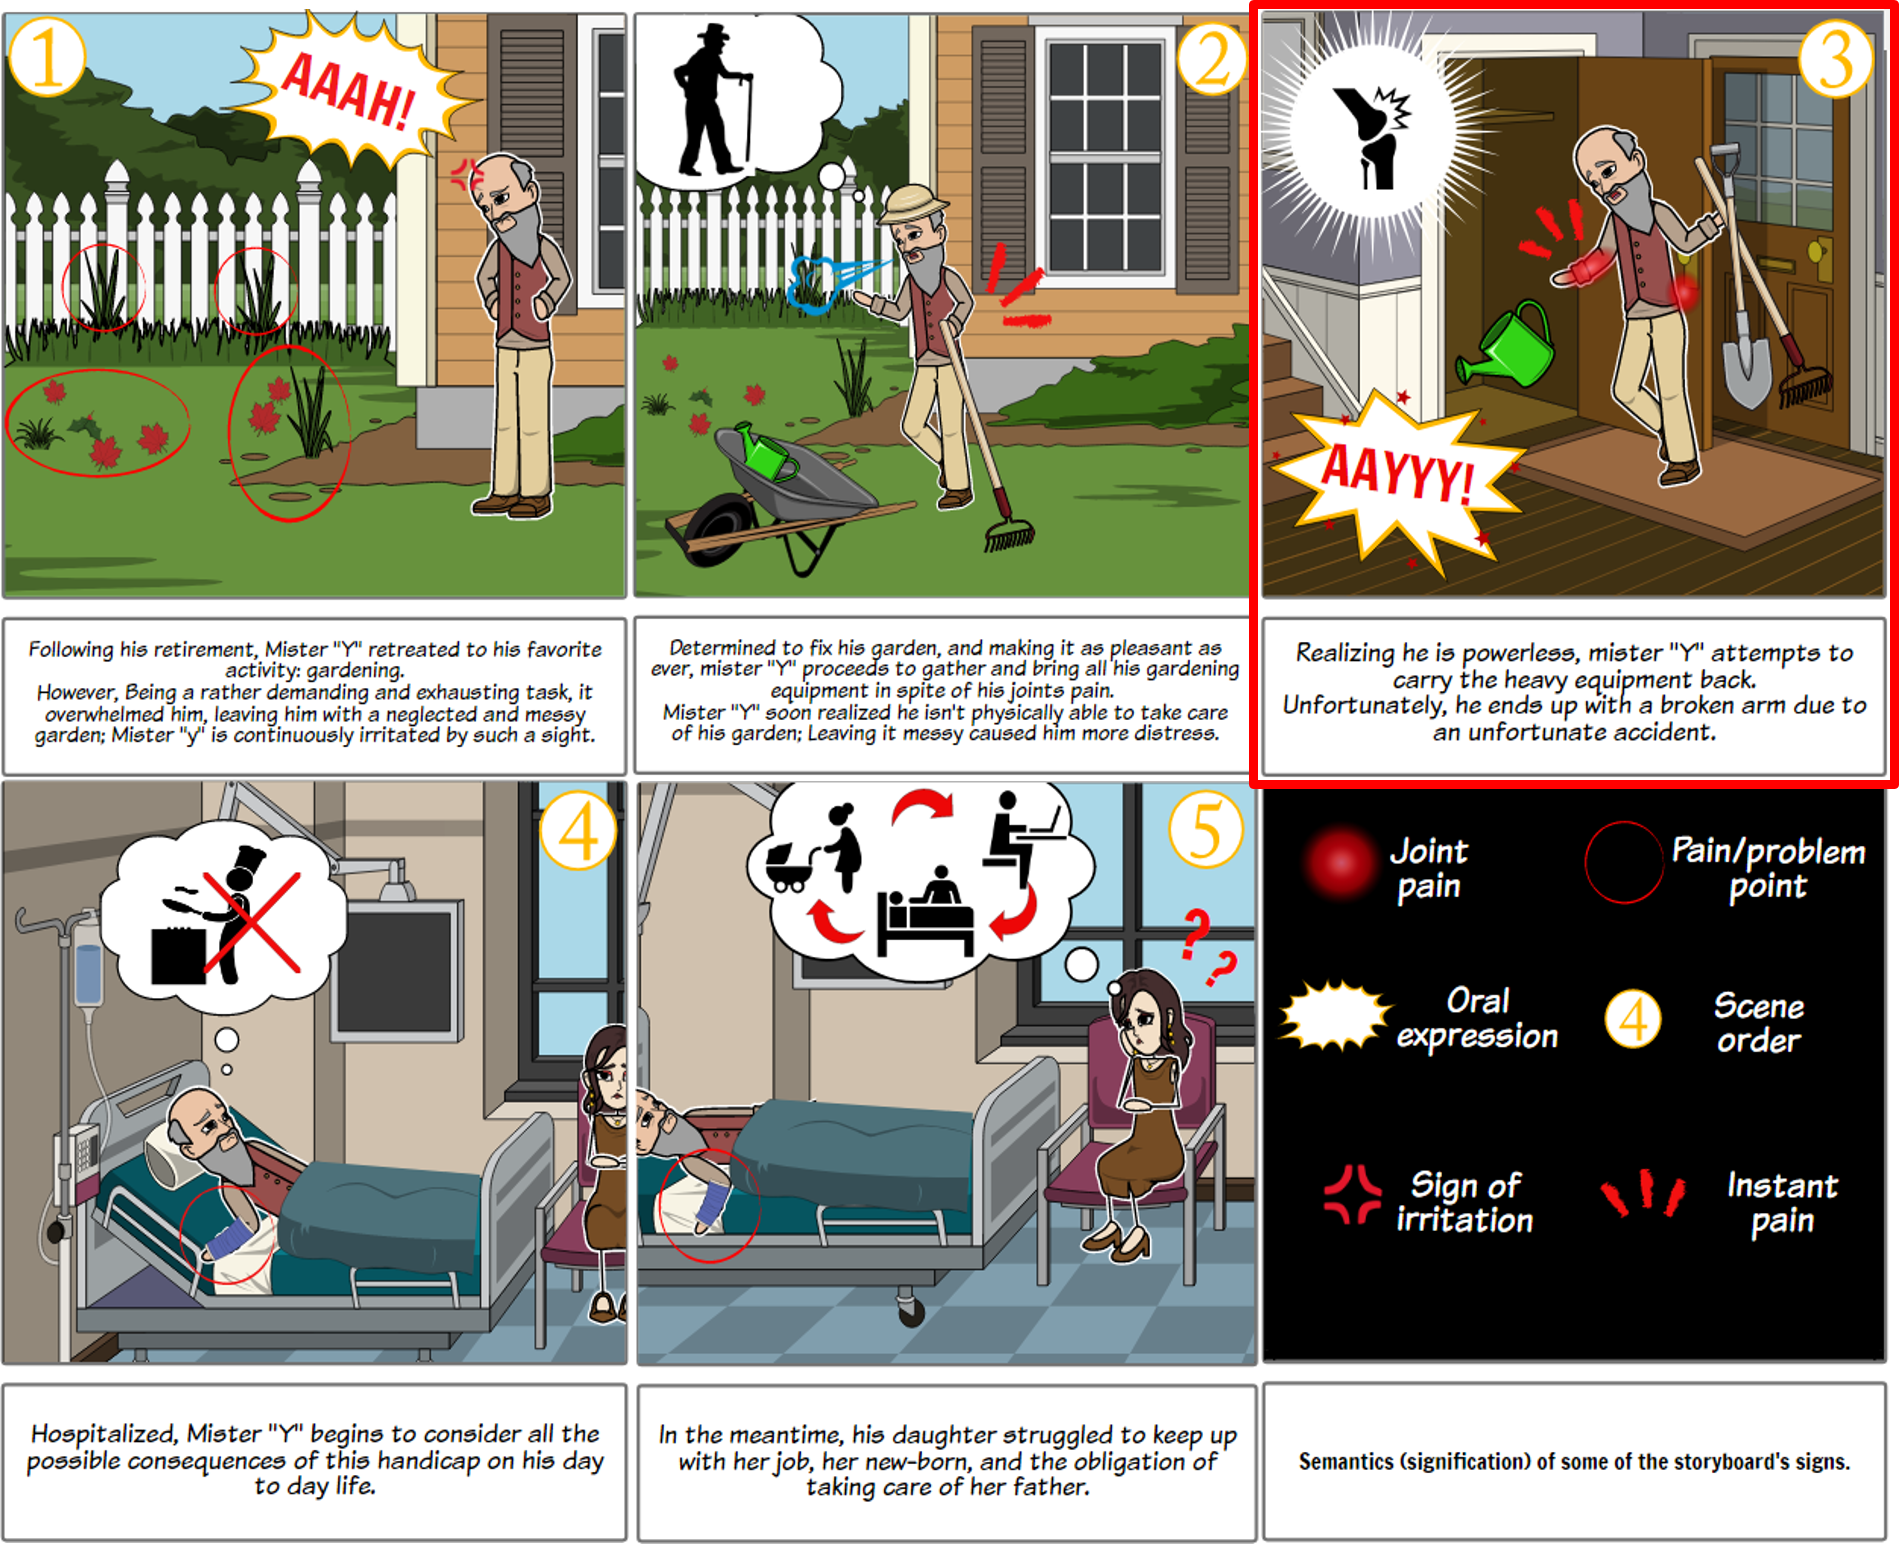 1
AAAH!
2
3
AAYYY!
Following his retirement, Mister "Y" retreated to his favorite
activity: gardening.
However, Being a rather demanding and exhausting task, it
overwhelmed him, leaving him with a neglected and messy
garden; Mister "y" is continuously irritated by such a sight.
Determined to fix his garden, and making it as pleasant as
ever, mister "Y" proceeds to gather and bring all his gardening
equipment in spite of his joints pain.
Mister "Y" soon realized he isn't physically able to take care
of his garden; Leaving it messy caused him more distress.
Realizing he is powerless, mister "Y" attempts to
carry the heavy equipment back.
Unfortunately, he ends up with a broken arm due to
an unfortunate accident.
4
5
? ?
Joint
pain
Pain/problem
point
Oral
expression
4
Scene
order
Sign of
irritation
Instant
pain
Hospitalized, Mister "Y" begins to consider all the
possible consequences of this handicap on his day
to day life.
In the meantime, his daughter struggled to keep up
with her job, her new-born, and the obligation of
taking care of her father.
Semantics (signification) of some of the storyboard's signs.